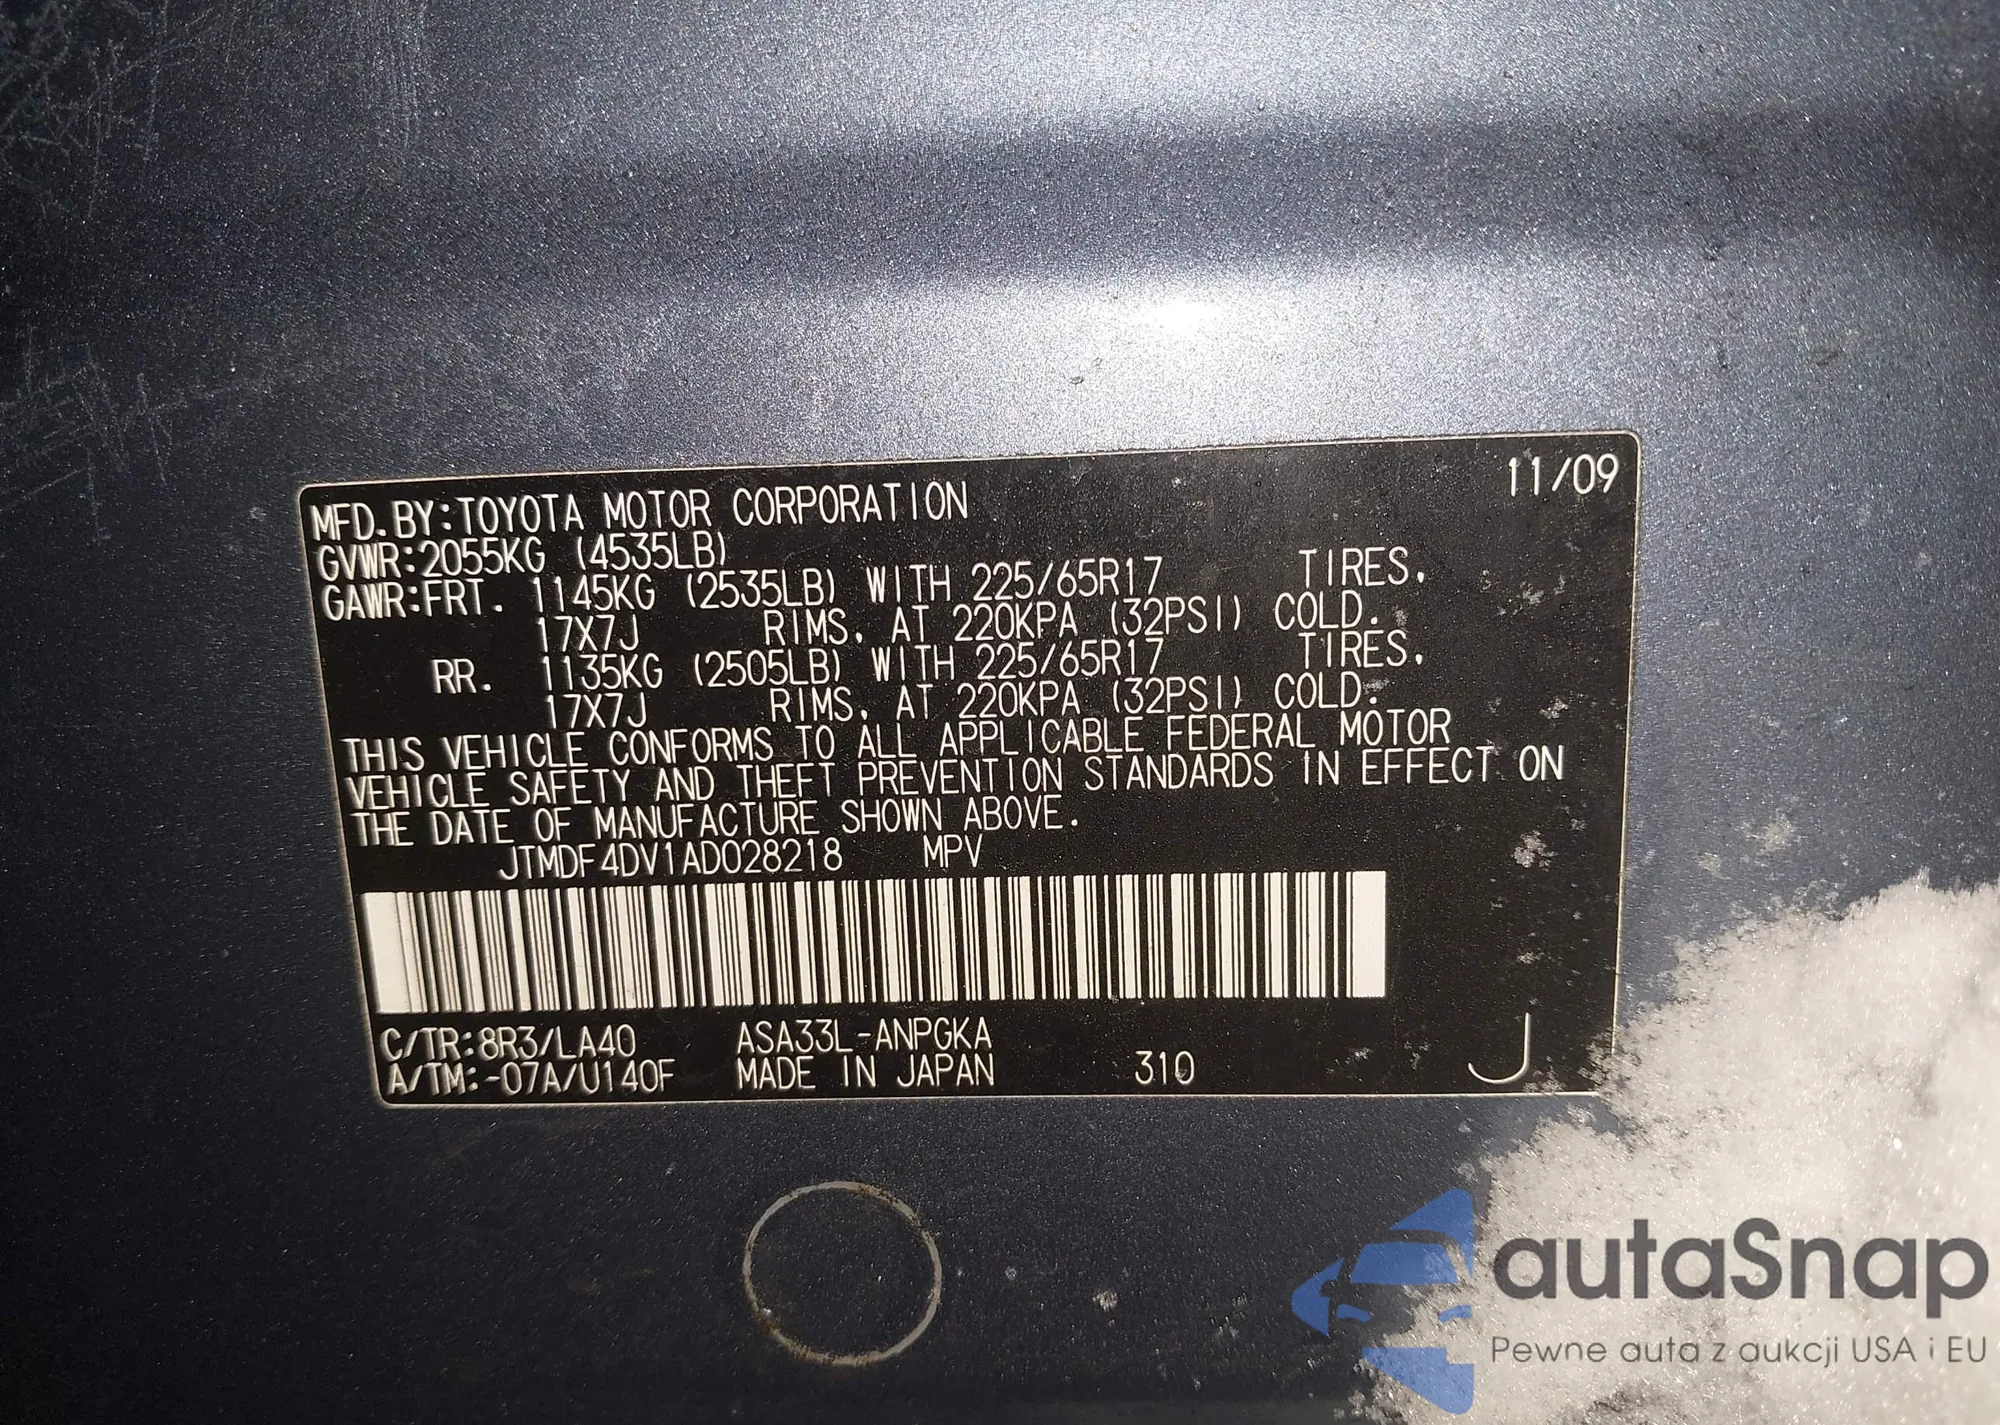 11/09
MFD.BY:TOYOTA MOTOR CORPORATION
GVWR:2055KG (4535LB)
GAWR:FRT. 1145KG (2535LB) WITH 225/65R17 TIRES,
17X7J RIMS, AT 220KPA (32PSI) COLD.
RR. 1135KG (2505LB) WITH 225/65R17 TIRES,
17X7J RIMS, AT 220KPA (32PSI) COLD.
THIS VEHICLE CONFORMS TO ALL APPLICABLE FEDERAL MOTOR
VEHICLE SAFETY AND THEFT PREVENTION STANDARDS IN EFFECT ON
THE DATE OF MANUFACTURE SHOWN ABOVE.
JTMDF4DV1AD028218 MPV
C/TR:8R3/LA40 ASA33L-ANPGKA
A/TM:-07A/U140F MADE IN JAPAN 310 J
autaSnap
Pewne auta z aukcji USA i EU